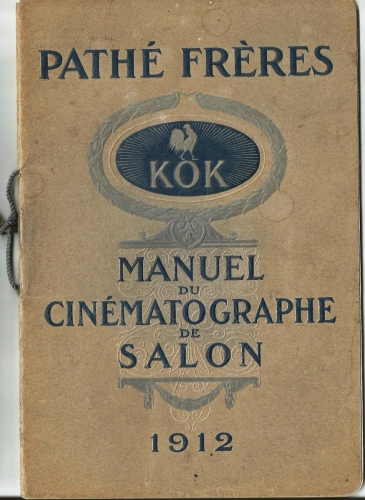 PATHÉ FRÈRES
KOK
MANUEL
DU
CINÉMATOGRAPHE
DE
SALON
1912